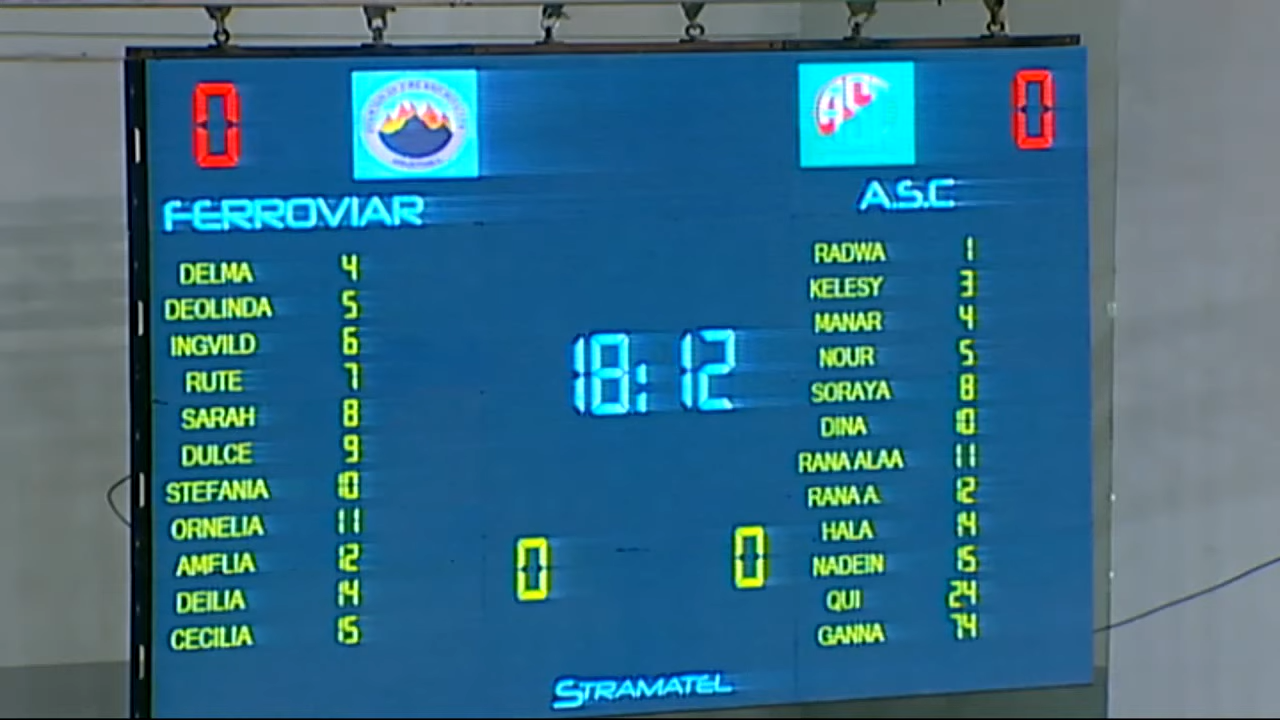 0 0
FERROVIAR A.S.C
DELMA 4 RADWA 1
DEOLINDA 5 KELESY 3
INGVILD 6 MANAR 4
RUTE 7 NOUR 5
SARAH 8 SORAYA 8
DULCE 9 DINA 10
STEFANIA 10 RANA ALAA 11
ORNELIA 11 RANA A. 12
AMELIA 12 HALA 14
DEILIA 14 NADEIN 15
CECILIA 15 QUI 24
GANNA 74
18:12
0 0
STRAMATEL